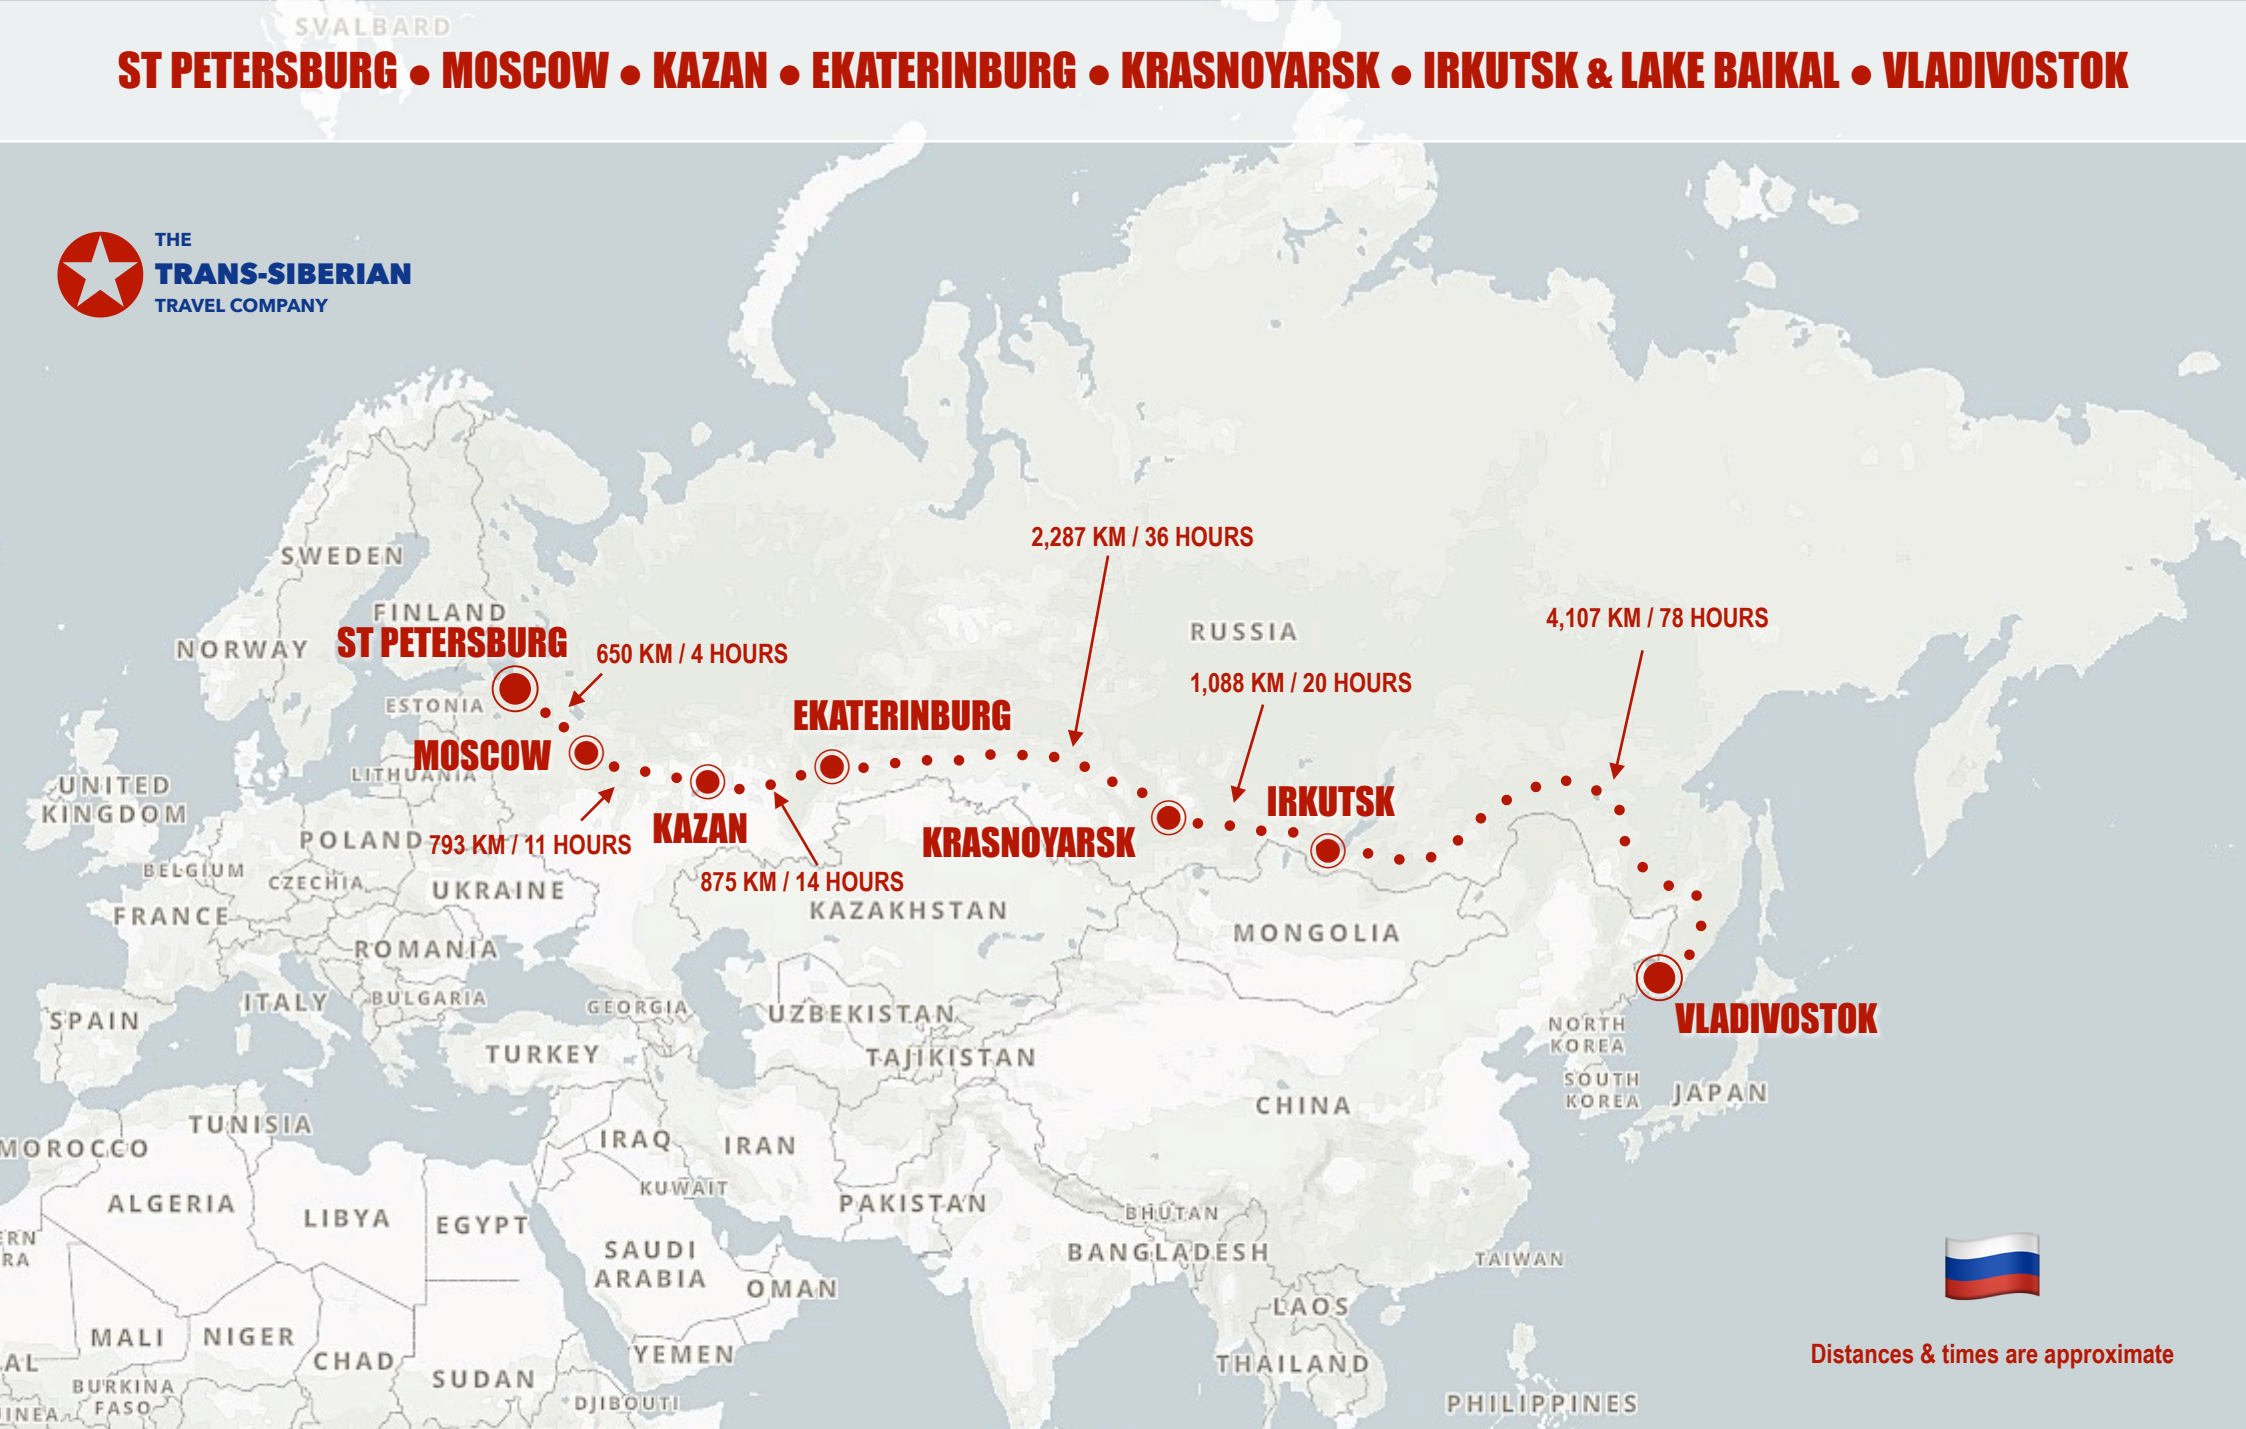 SVALBARD
ST PETERSBURG ● MOSCOW ● KAZAN ● EKATERINBURG ● KRASNOYARSK ● IRKUTSK & LAKE BAIKAL ● VLADIVOSTOK
THE
TRANS-SIBERIAN
TRAVEL COMPANY
2,287 KM / 36 HOURS
SWEDEN
FINLAND
4,107 KM / 78 HOURS
RUSSIA
NORWAY
ST PETERSBURG
650 KM / 4 HOURS
1,088 KM / 20 HOURS
ESTONIA
EKATERINBURG
MOSCOW
LITHUANIA
UNITED
KINGDOM
IRKUTSK
KAZAN
KRASNOYARSK
POLAND
793 KM / 11 HOURS
BELGIUM
CZECHIA
UKRAINE
875 KM / 14 HOURS
FRANCE
KAZAKHSTAN
MONGOLIA
ROMANIA
ITALY
BULGARIA
GEORGIA
UZBEKISTAN
SPAIN
VLADIVOSTOK
NORTH
KOREA
TURKEY
TAJIKISTAN
SOUTH
KOREA
JAPAN
CHINA
TUNISIA
MOROCCO
IRAQ
IRAN
KUWAIT
ALGERIA
LIBYA
EGYPT
PAKISTAN
BHUTAN
ERN
RA
SAUDI
ARABIA
BANGLADESH
TAIWAN
OMAN
LAOS
MALI
NIGER
CHAD
YEMEN
THAILAND
Distances & times are approximate
AL
SUDAN
BURKINA
FASO
DJIBOUTI
PHILIPPINES
INEA